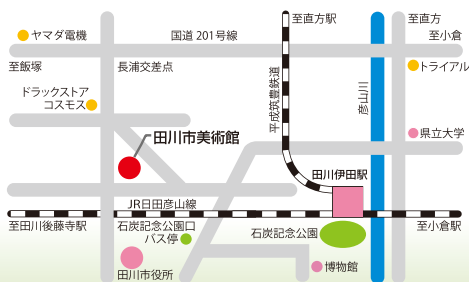 至直方駅
至直方
ヤマダ電機
国道 201号線
至小倉
至飯塚
長浦交差点
トライアル
ドラックストア
コスモス
平成筑豊鉄道
彦山川
県立大学
田川市美術館
田川伊田駅
JR日田彦山線
至田川後藤寺駅
石炭記念公園口
バス停
石炭記念公園
至小倉駅
博物館
田川市役所